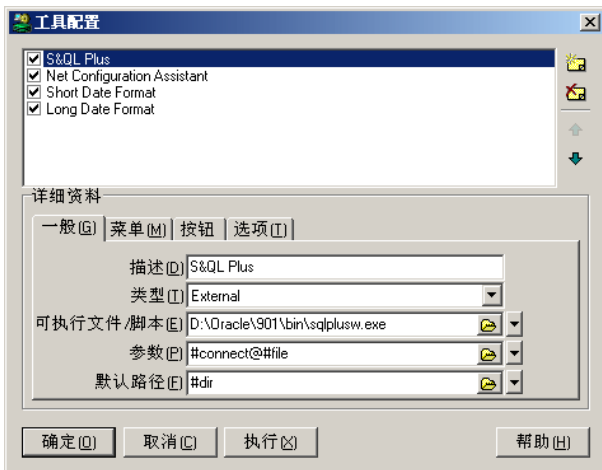 工具配置
S&QL Plus
Net Configuration Assistant
Short Date Format
Long Date Format
详细资料
一般(G) 菜单(M) 按钮 选项(T)
描述(D) S&QL Plus
类型(T) External
可执行文件/脚本(E) D:\Oracle\901\bin\sqlplusw.exe
参数(P) #connect@#file
默认路径(F) #dir
确定(O) 取消(C) 执行(X) 帮助(H)